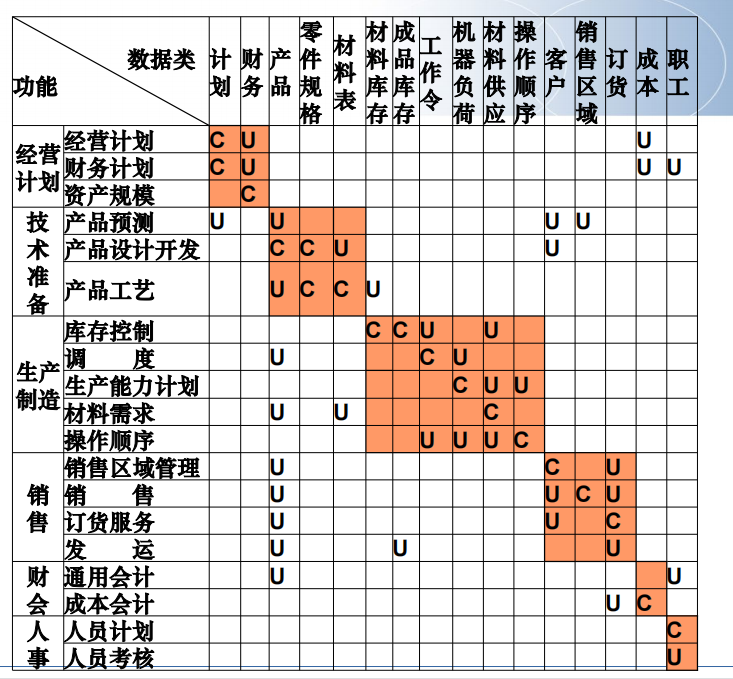 数据类 功能 计划 财务 产品 零件规格 材料表 材料库存 成品库存 工作令 机器负荷 材料供应 操作顺序 客户 销售区域 订货 成本 职工
经营计划 经营计划 C U U
财务计划 C U U U
资产规模 C
技术准备 产品预测 U U U U
产品设计开发 C C U U
产品工艺 U C C U
生产制造 库存控制 C C U U
调 度 U C U
生产能力计划 C U U
材料需求 U U C
操作顺序 U U U C
销售 销售区域管理 U C U
销 售 U U C U
订货服务 U U C
发 运 U U U
财会 通用会计 U U
成本会计 U C
人事 人员计划 C
人员考核 U